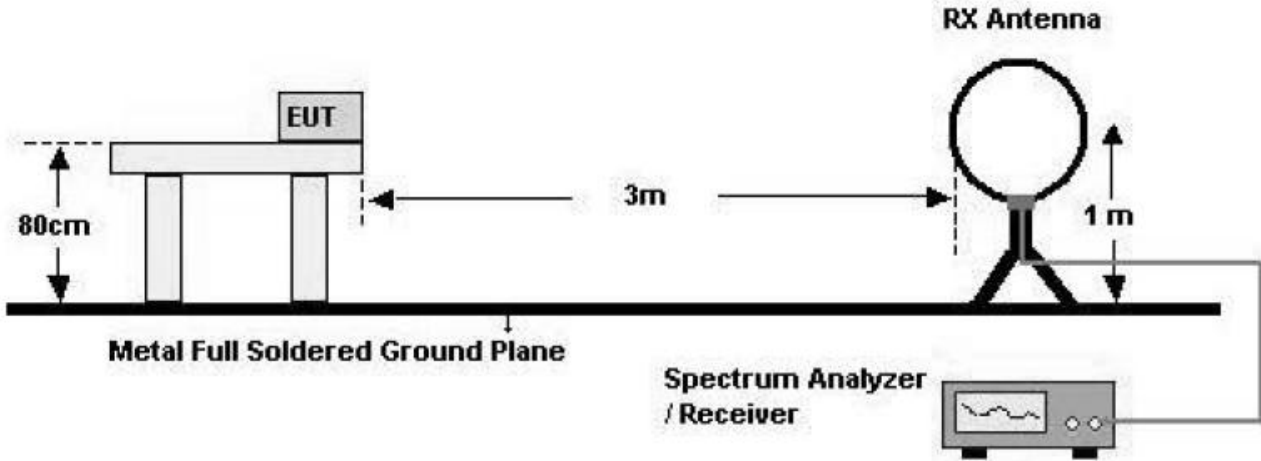 RX Antenna
EUT
80cm
3m
1 m
Metal Full Soldered Ground Plane
Spectrum Analyzer
/ Receiver